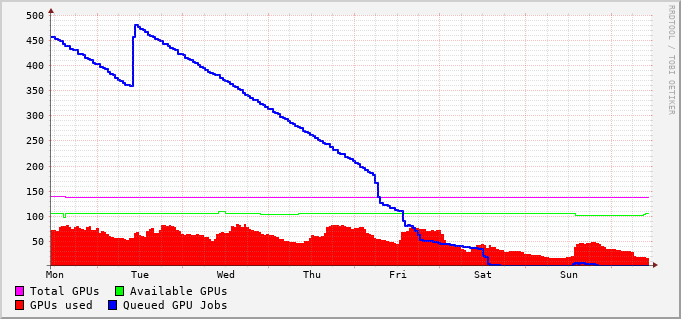 500
450
400
350
300
250
200
150
100
50
Mon Tue Wed Thu Fri Sat Sun
Total GPUs Available GPUs
GPUs used Queued GPU Jobs
RRDTOOL / TOBI OETIKER